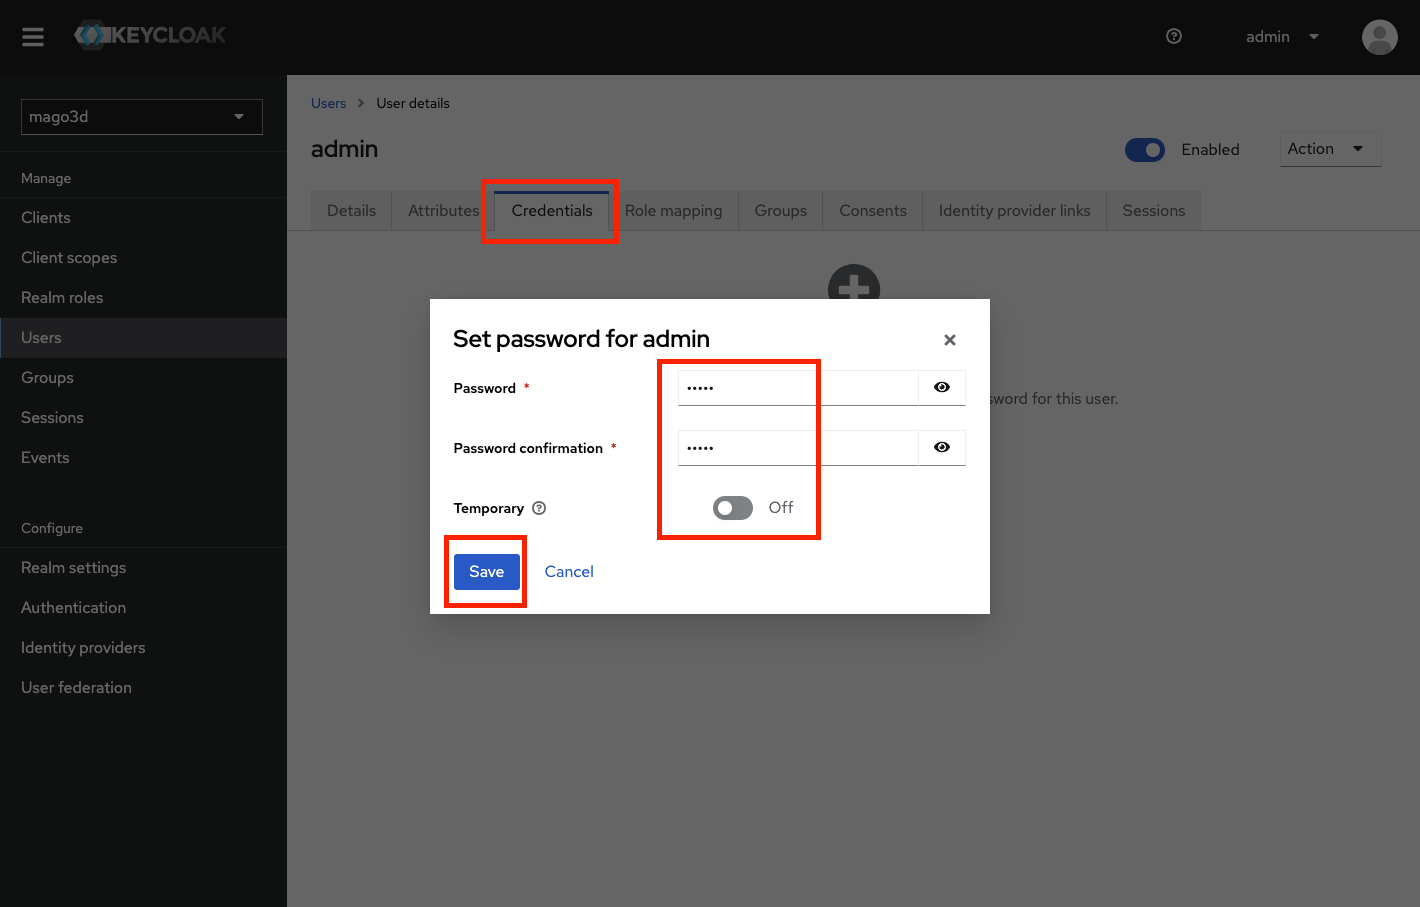 KEYCLOAK
admin
mago3d
Manage
Clients
Client scopes
Realm roles
Users
Groups
Sessions
Events
Configure
Realm settings
Authentication
Identity providers
User federation
Users > User details
admin
Enabled
Action
Details Attributes Credentials Role mapping Groups Consents Identity provider links Sessions
sword for this user.
Set password for admin
Password *
•••••
Password confirmation *
•••••
Temporary
Off
Save Cancel